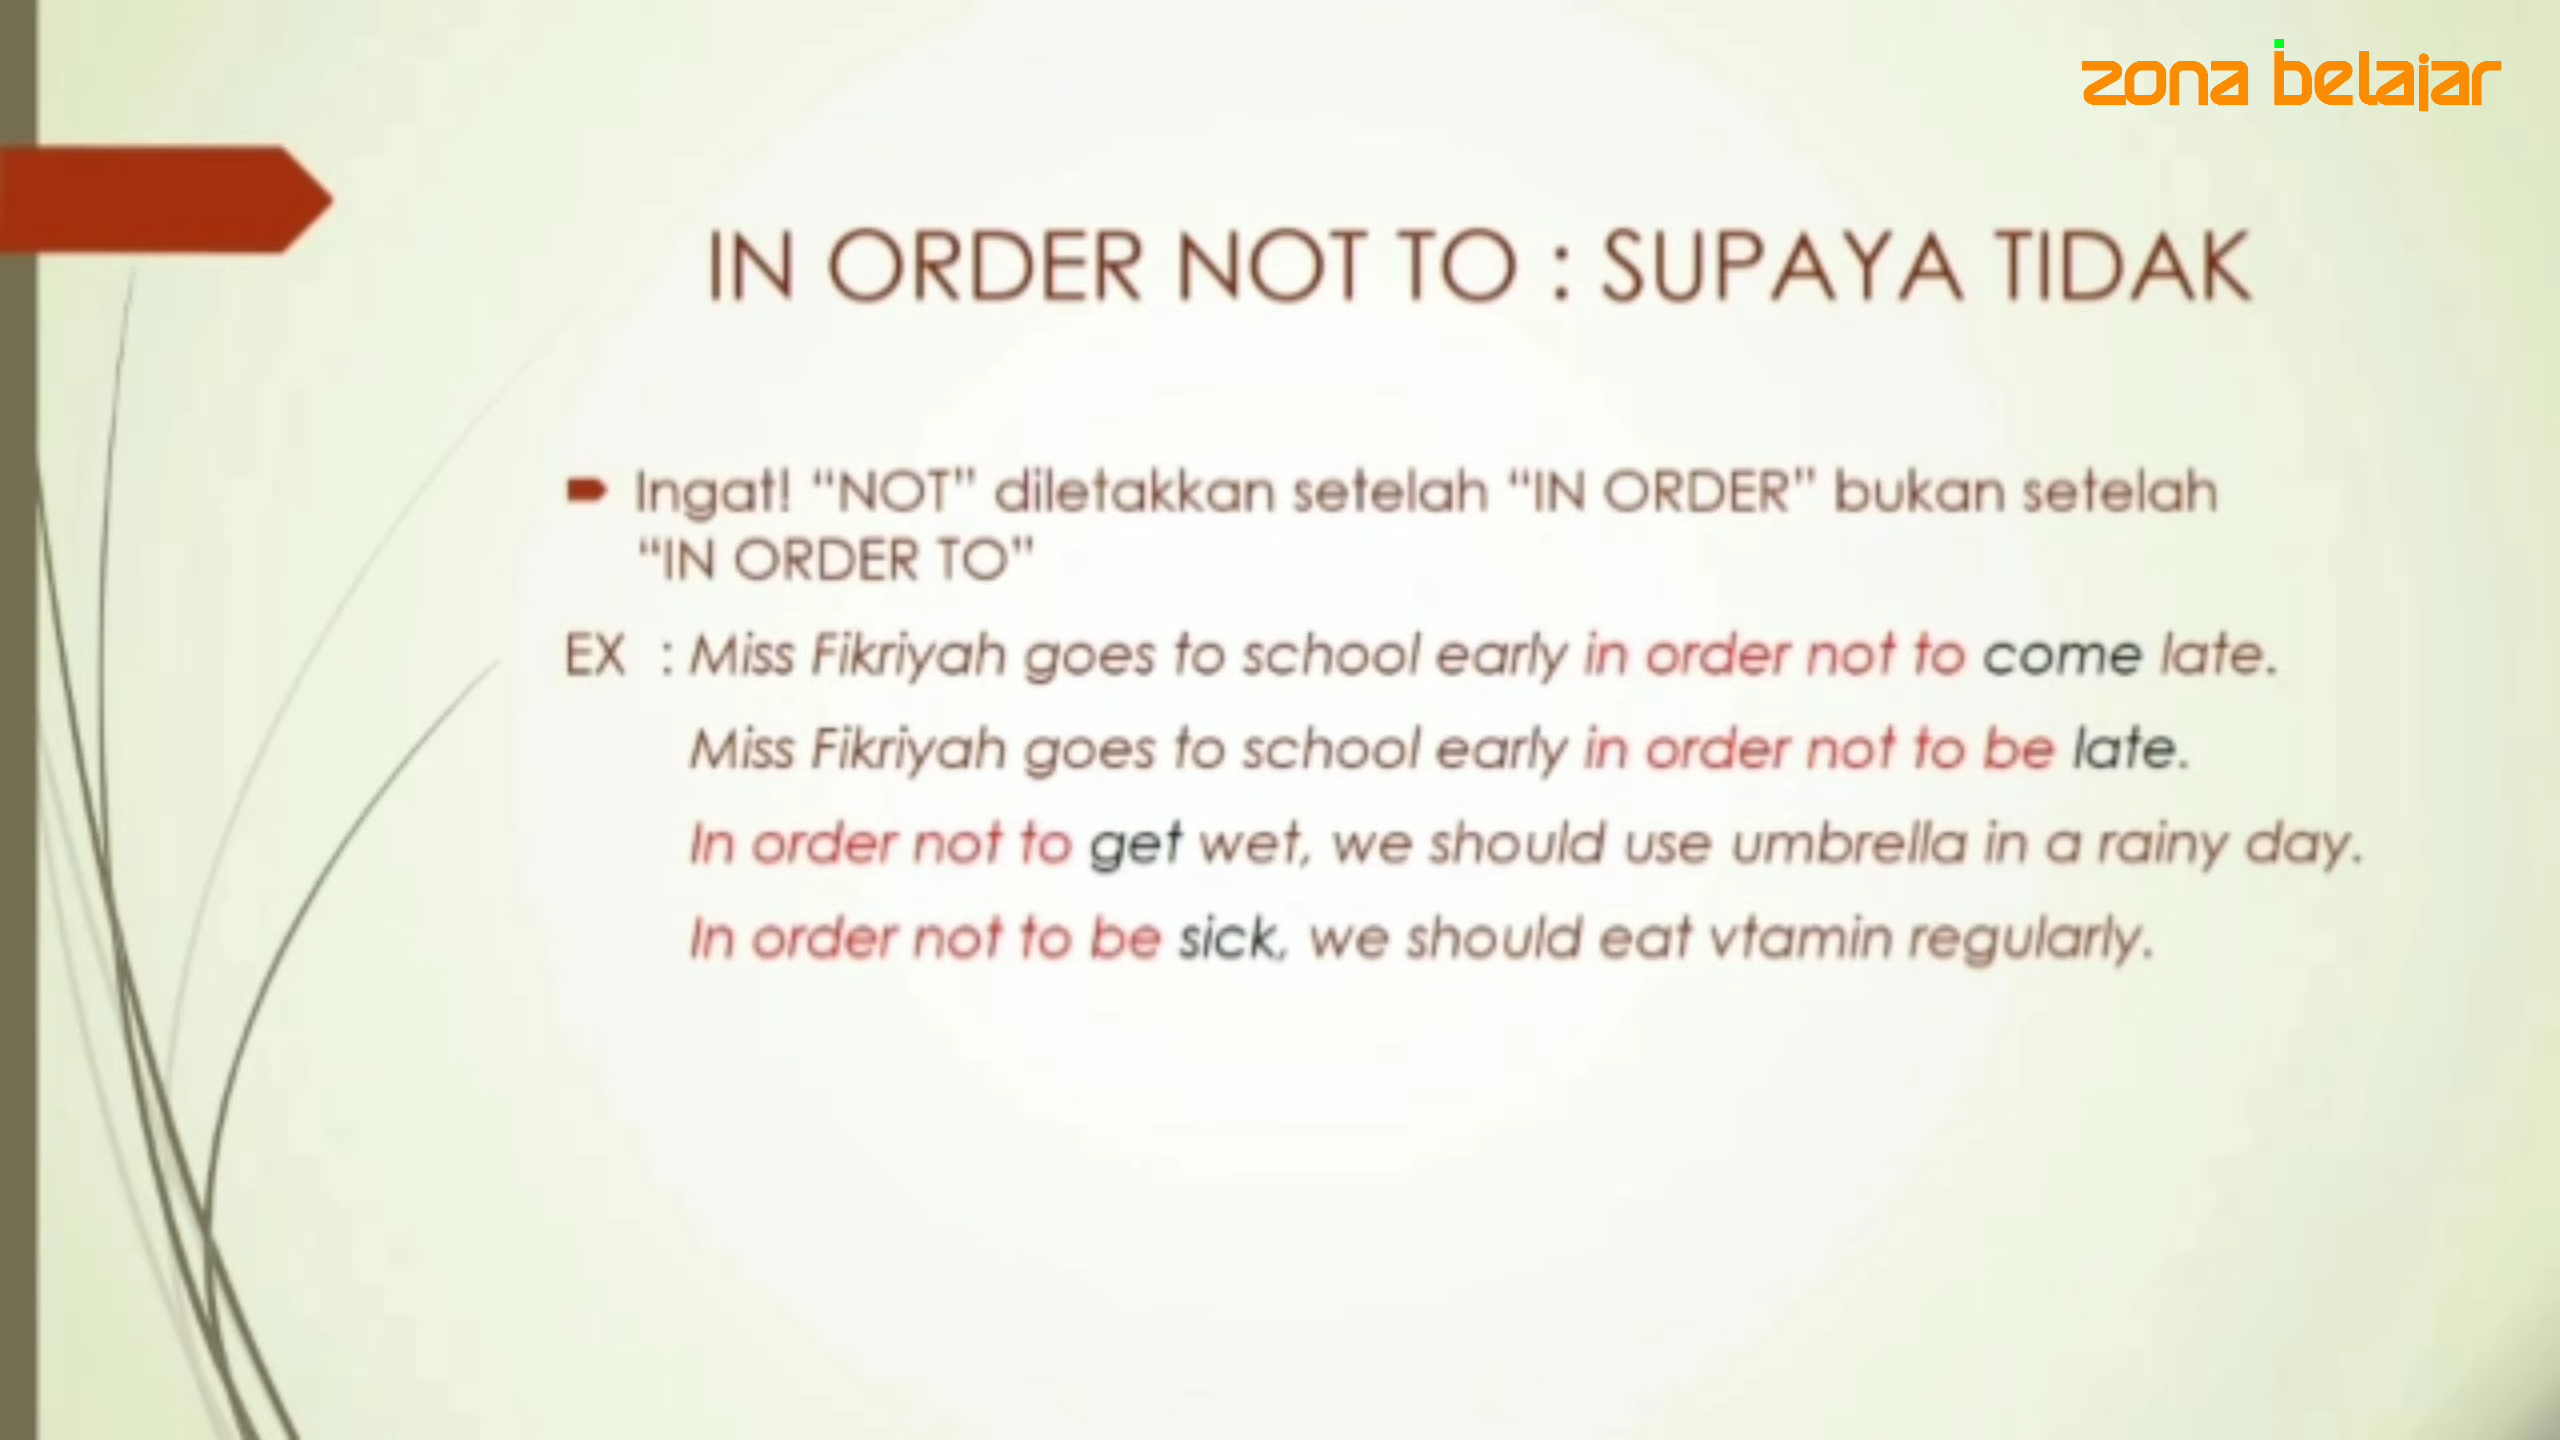 zona belajar
IN ORDER NOT TO : SUPAYA TIDAK
Ingat! “NOT” diletakkan setelah “IN ORDER” bukan setelah
“IN ORDER TO”
EX : Miss Fikriyah goes to school early in order not to come late.
Miss Fikriyah goes to school early in order not to be late.
In order not to get wet, we should use umbrella in a rainy day.
In order not to be sick, we should eat vtamin regularly.